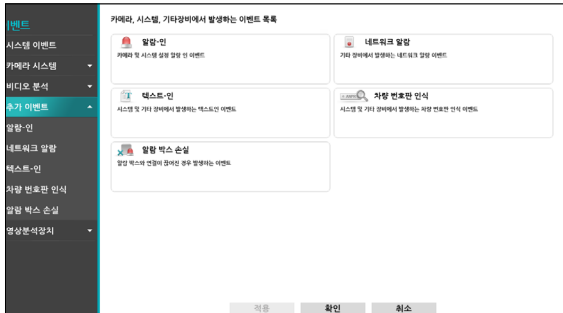 이벤트
시스템 이벤트
카메라 시스템
비디오 분석
추가 이벤트
알람-인
네트워크 알람
텍스트-인
차량 번호판 인식
알람 박스 손실
영상분석장치
카메라, 시스템, 기타장비에서 발생하는 이벤트 목록
알람-인
카메라 및 시스템 설정 알람 인 이벤트
네트워크 알람
기타 장비에서 발생하는 네트워크 알람 이벤트
텍스트-인
시스템 및 기타 장비에서 발생하는 텍스트인 이벤트
차량 번호판 인식
시스템 및 기타 장비에서 발생하는 차량 번호판 인식 이벤트
알람 박스 손실
알람 박스와 연결이 끊어진 경우 발생하는 이벤트
적용
확인
취소